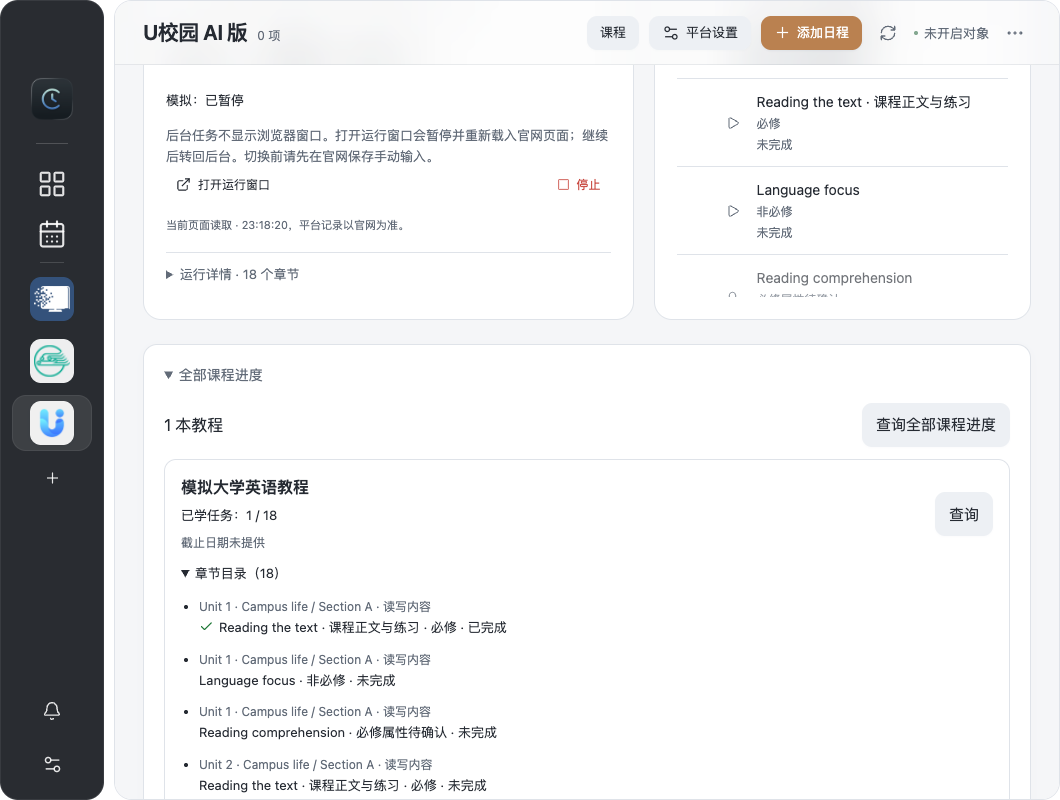 U校园 AI 版 0 项
课程
平台设置
添加日程
未开启对象
模拟：已暂停
后台任务不显示浏览器窗口。打开运行窗口会暂停并重新载入官网页面；继续
后转回后台。切换前请先在官网保存手动输入。
打开运行窗口
停止
当前页面读取 · 23:18:20，平台记录以官网为准。
运行详情 · 18 个章节
Reading the text · 课程正文与练习
必修
未完成
Language focus
非必修
未完成
Reading comprehension
必修属性待确认
全部课程进度
1 本教程
查询全部课程进度
模拟大学英语教程
已学任务：1 / 18
截止日期未提供
查询
章节目录（18）
Unit 1 · Campus life / Section A · 读写内容
Reading the text · 课程正文与练习 · 必修 · 已完成
Unit 1 · Campus life / Section A · 读写内容
Language focus · 非必修 · 未完成
Unit 1 · Campus life / Section A · 读写内容
Reading comprehension · 必修属性待确认 · 未完成
Unit 2 · Campus life / Section A · 读写内容
Reading the text · 课程正文与练习 · 必修 · 未完成